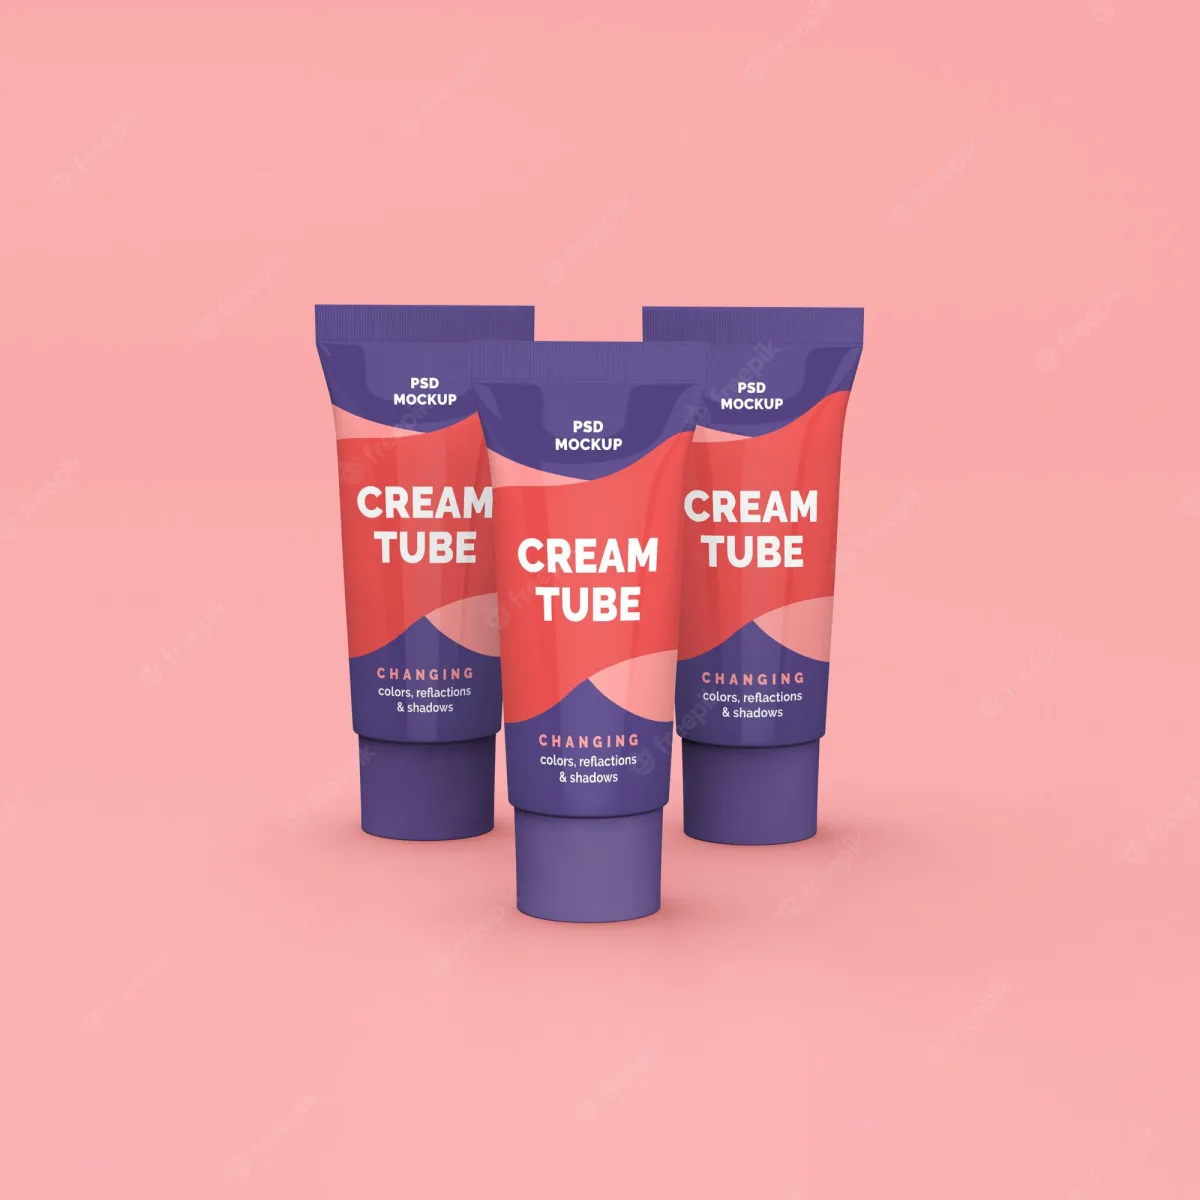 PSD
MOCKUP
CREAM
TUBE
CHANGING
colors, reflactions
& shadows
PSD
MOCKUP
CREAM
TUBE
CHANGING
colors, reflactions
& shadows
PSD
MOCKUP
CREAM
TUBE
CHANGING
colors, reflactions
& shadows
freepik